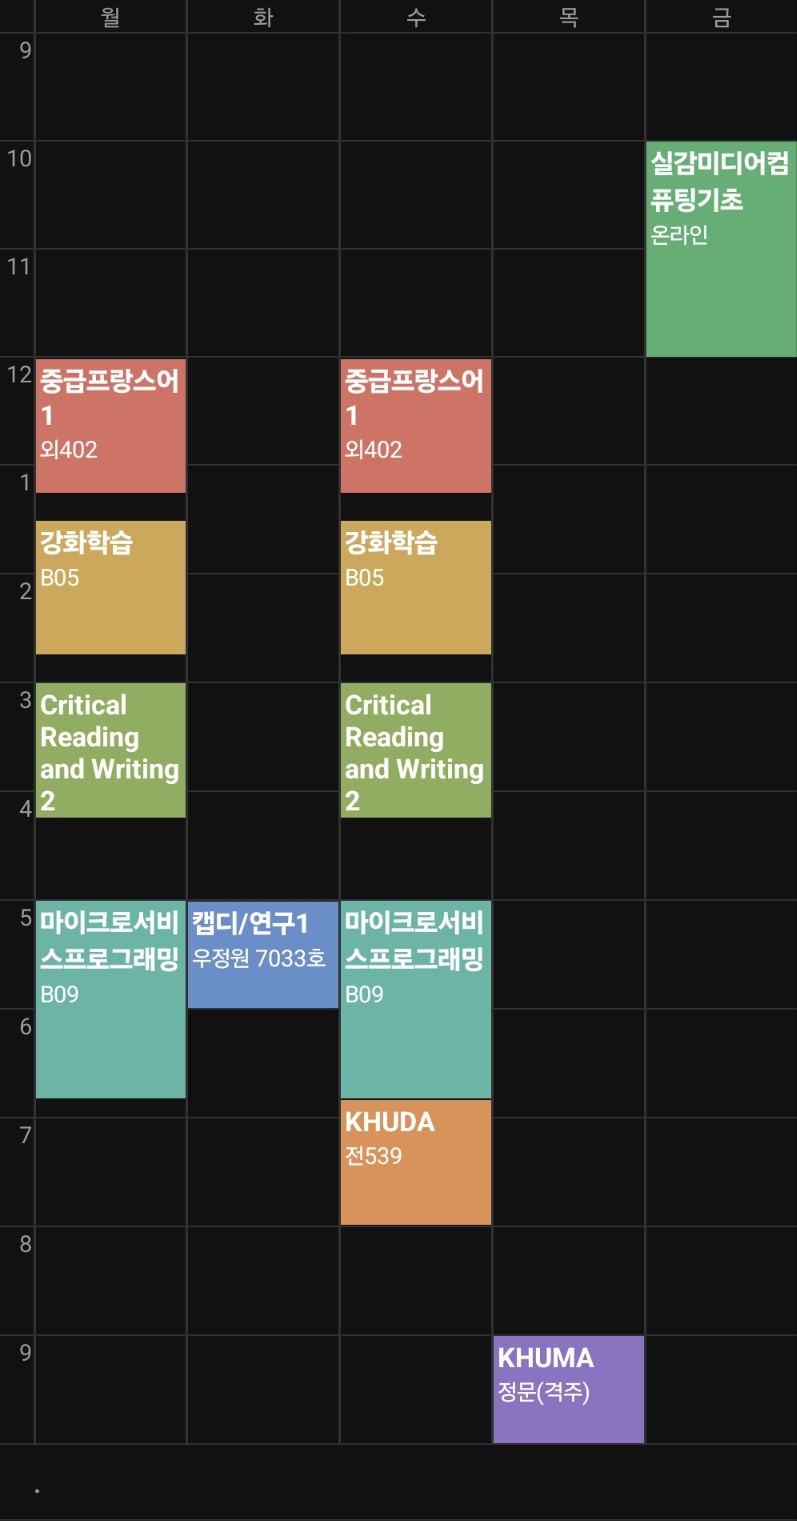 월 화 수 목 금
9
10
실감미디어컴
퓨팅기초
온라인
11
12
중급프랑스어
1
외402
중급프랑스어
1
외402
1
강화학습
B05
강화학습
B05
2
3
Critical
Reading
and Writing
2
Critical
Reading
and Writing
2
4
5
마이크로서비
스프로그래밍
B09
캡디/연구1
우정원 7033호
마이크로서비
스프로그래밍
B09
6
KHUDA
전539
7
8
9
KHUMA
정문(격주)
.